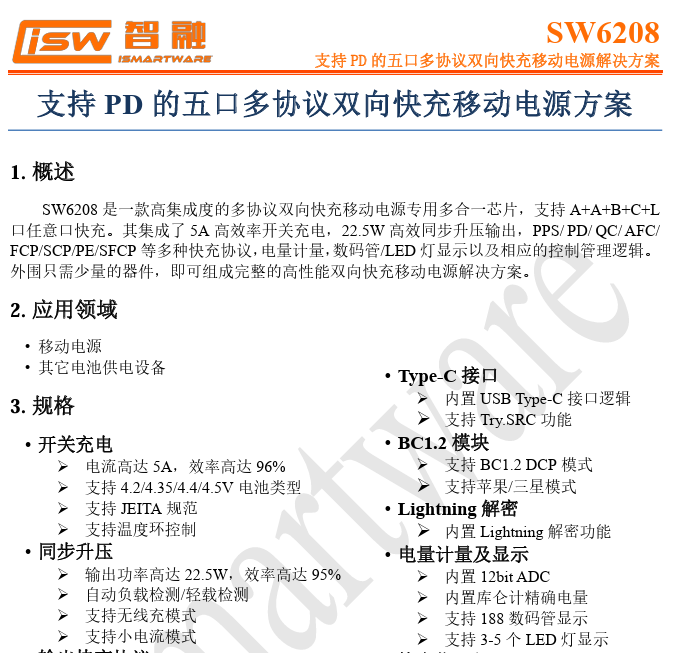 isw 智融
iSMARTWARE
SW6208
支持 PD 的五口多协议双向快充移动电源解决方案
支持 PD 的五口多协议双向快充移动电源方案
1. 概述
SW6208 是一款高集成度的多协议双向快充移动电源专用多合一芯片，支持 A+A+B+C+L
口任意口快充。其集成了 5A 高效率开关充电，22.5W 高效同步升压输出，PPS/ PD/ QC/ AFC/
FCP/SCP/PE/SFCP 等多种快充协议，电量计量，数码管/LED 灯显示以及相应的控制管理逻辑。
外围只需少量的器件，即可组成完整的高性能双向快充移动电源解决方案。
2. 应用领域
• 移动电源
• 其它电池供电设备
3. 规格
• 开关充电
➢ 电流高达 5A，效率高达 96%
➢ 支持 4.2/4.35/4.4/4.5V 电池类型
➢ 支持 JEITA 规范
➢ 支持温度环控制
• 同步升压
➢ 输出功率高达 22.5W，效率高达 95%
➢ 自动负载检测/轻载检测
➢ 支持无线充模式
➢ 支持小电流模式
• Type-C 接口
➢ 内置 USB Type-C 接口逻辑
➢ 支持 Try.SRC 功能
• BC1.2 模块
➢ 支持 BC1.2 DCP 模式
➢ 支持苹果/三星模式
• Lightning 解密
➢ 内置 Lightning 解密功能
• 电量计量及显示
➢ 内置 12bit ADC
➢ 内置库仑计精确电量
➢ 支持 188 数码管显示
➢ 支持 3-5 个 LED 灯显示
martware